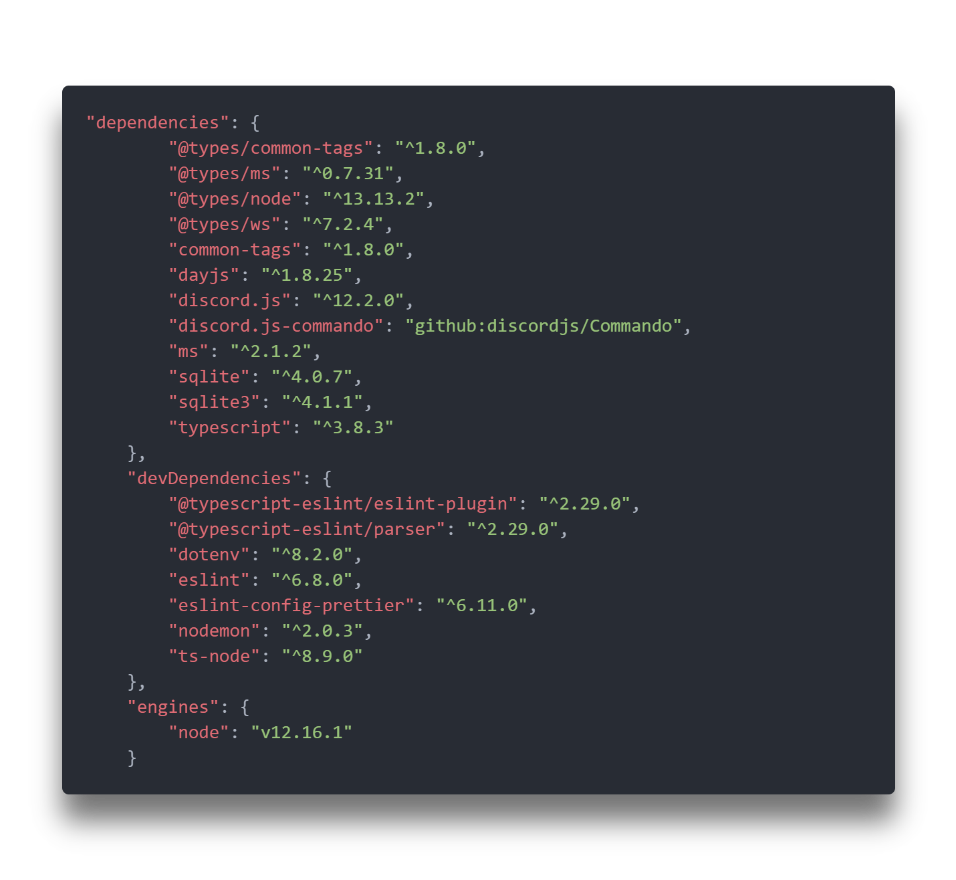 "dependencies": {
        "@types/common-tags": "^1.8.0",
        "@types/ms": "^0.7.31",
        "@types/node": "^13.13.2",
        "@types/ws": "^7.2.4",
        "common-tags": "^1.8.0",
        "dayjs": "^1.8.25",
        "discord.js": "^12.2.0",
        "discord.js-commando": "github:discordjs/Commando",
        "ms": "^2.1.2",
        "sqlite": "^4.0.7",
        "sqlite3": "^4.1.1",
        "typescript": "^3.8.3"
    },
    "devDependencies": {
        "@typescript-eslint/eslint-plugin": "^2.29.0",
        "@typescript-eslint/parser": "^2.29.0",
        "dotenv": "^8.2.0",
        "eslint": "^6.8.0",
        "eslint-config-prettier": "^6.11.0",
        "nodemon": "^2.0.3",
        "ts-node": "^8.9.0"
    },
    "engines": {
        "node": "v12.16.1"
    }